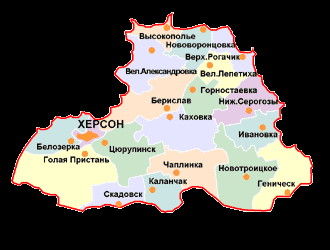 Высокополье
Нововоронцовка
Верх.Рогачик
Вел.Александровка
Вел.Лепетиха
Горностаевка
Берислав
Ниж.Серогозы
Каховка
ХЕРСОН
Ивановка
Белозерка
Цюрупинск
Голая Пристань
Чаплинка
Новотроицкое
Каланчак
Скадовск
Геническ